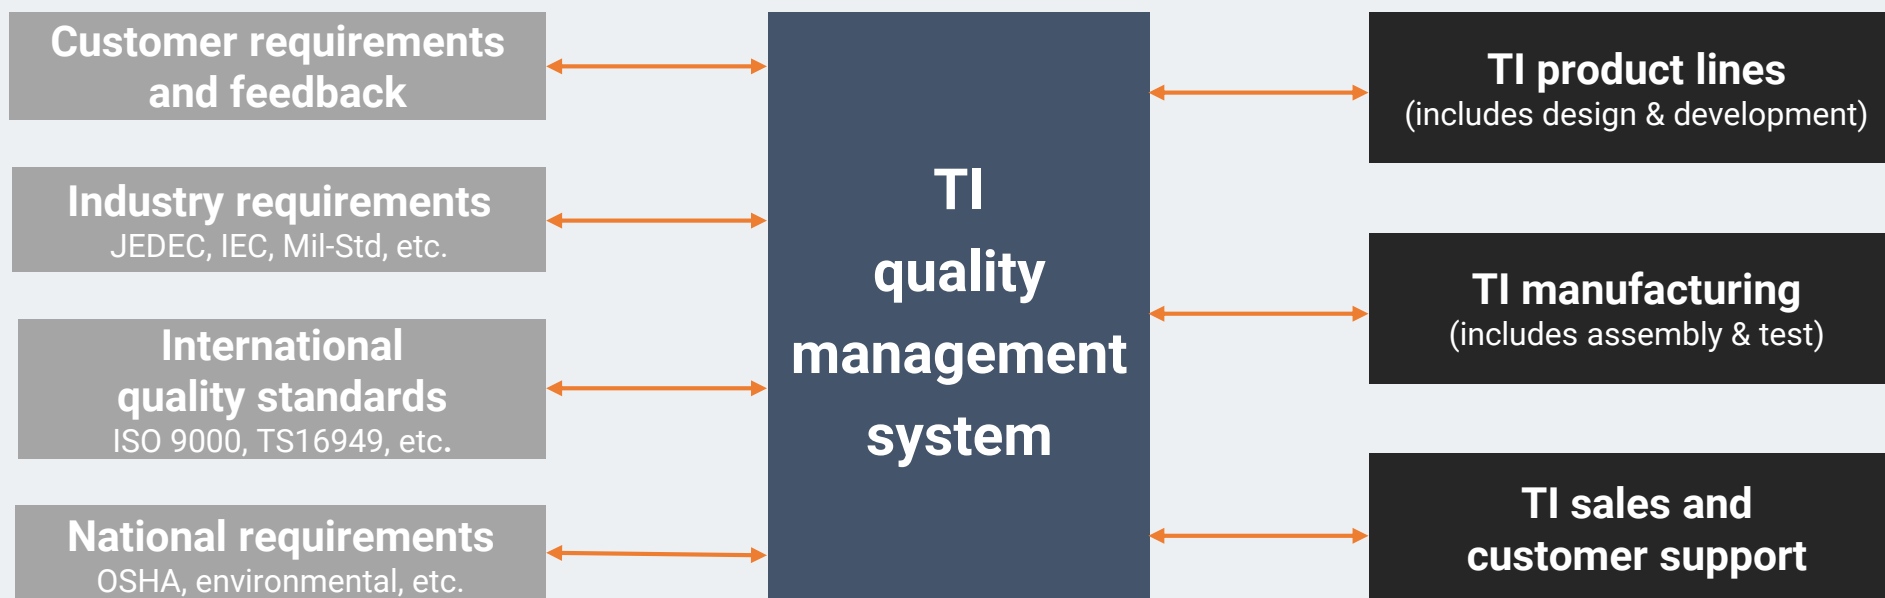 Customer requirements
and feedback
Industry requirements
JEDEC, IEC, Mil-Std, etc.
International
quality standards
ISO 9000, TS16949, etc.
National requirements
OSHA, environmental, etc.
TI
quality
management
system
TI product lines
(includes design & development)
TI manufacturing
(includes assembly & test)
TI sales and
customer support